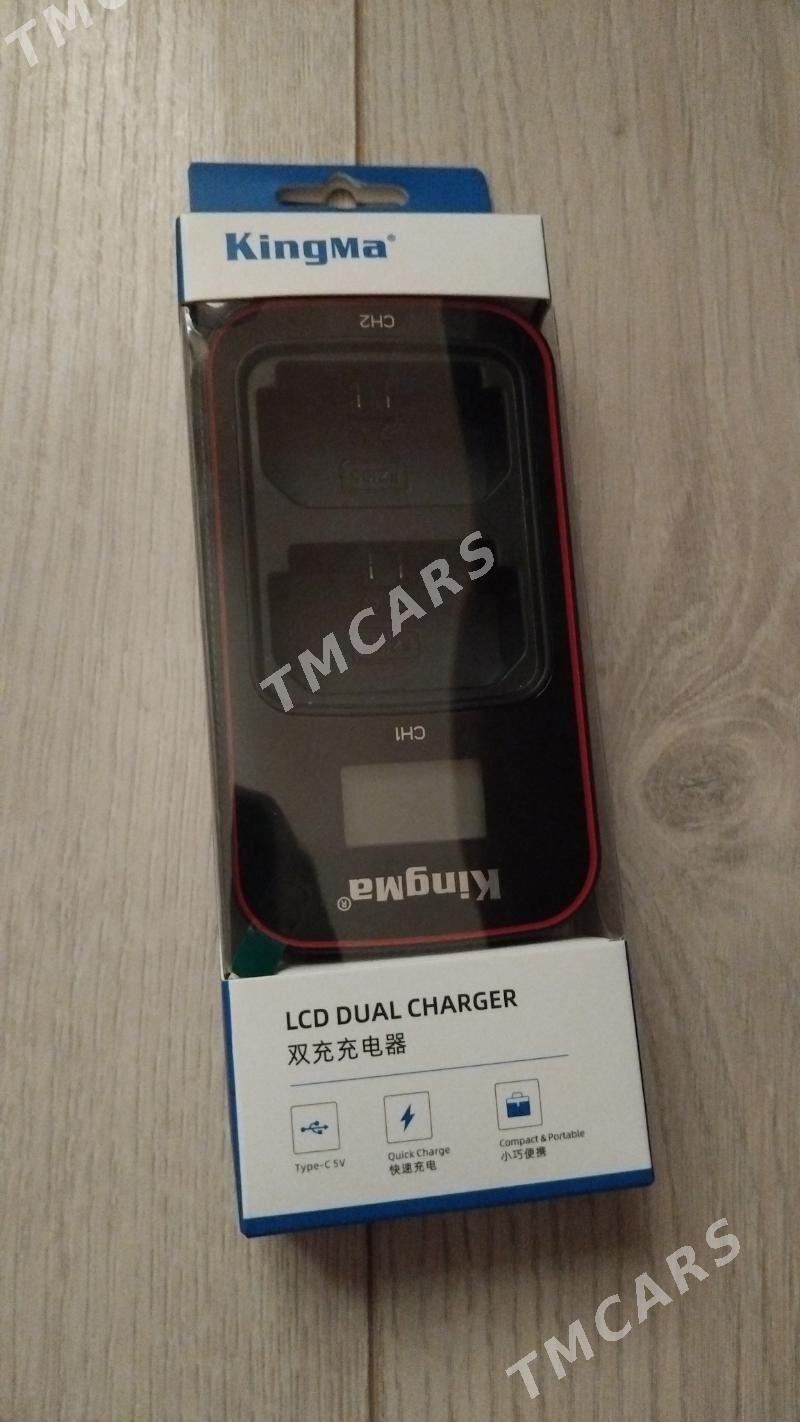 TMC
KingMa®
CH2
TMCARS
CH1
KingMa®
LCD DUAL CHARGER
双充充电器
Type-C 5V
Quick Charge
快速充电
Compact & Portable
小巧便携
TMCARS